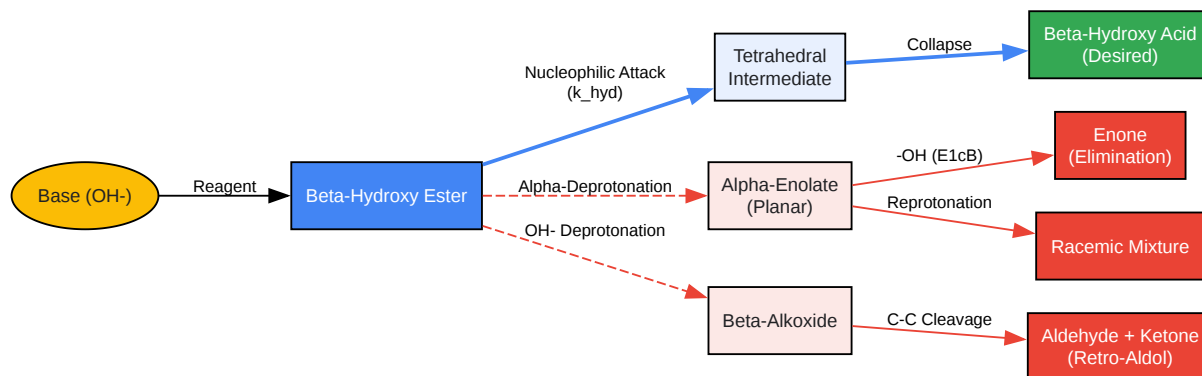 Base (OH-)
Reagent
Beta-Hydroxy Ester
Nucleophilic Attack
(k_hyd)
Tetrahedral
Intermediate
Collapse
Beta-Hydroxy Acid
(Desired)
Alpha-Deprotonation
Alpha-Enolate
(Planar)
-OH (E1cB)
Enone
(Elimination)
Reprotonation
Racemic Mixture
OH- Deprotonation
Beta-Alkoxide
C-C Cleavage
Aldehyde + Ketone
(Retro-Aldol)